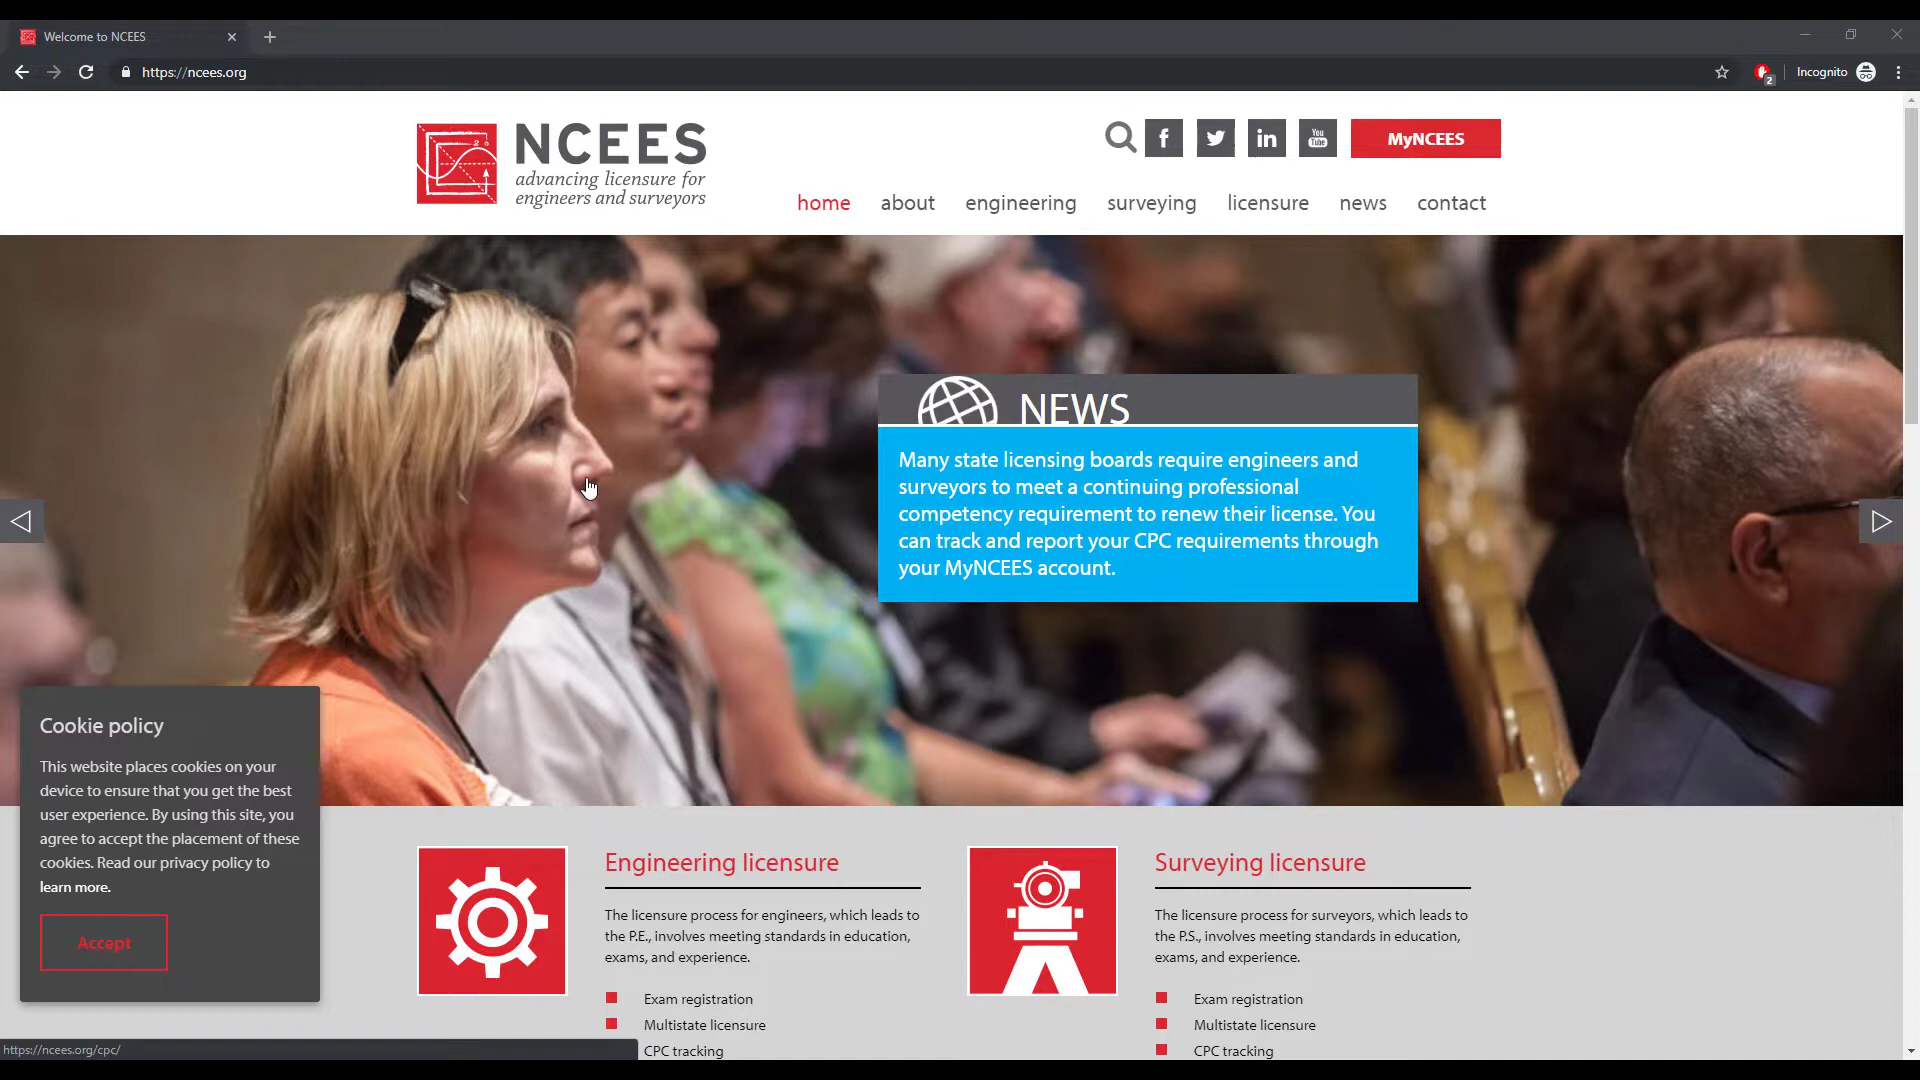 Welcome to NCEES
https://ncees.org
2
Incognito
NCEES
advancing licensure for
engineers and surveyors
You
Tube
MyNCEES
home about engineering surveying licensure news contact
NEWS
Many state licensing boards require engineers and
surveyors to meet a continuing professional
competency requirement to renew their license. You
can track and report your CPC requirements through
your MyNCEES account.
Cookie policy
This website places cookies on your
device to ensure that you get the best
user experience. By using this site, you
agree to accept the placement of these
cookies. Read our privacy policy to
learn more.
Accept
Engineering licensure
The licensure process for engineers, which leads to
the P.E., involves meeting standards in education,
exams, and experience.
Exam registration
Multistate licensure
CPC tracking
Surveying licensure
The licensure process for surveyors, which leads to
the P.S., involves meeting standards in education,
exams, and experience.
Exam registration
Multistate licensure
CPC tracking
https://ncees.org/cpc/